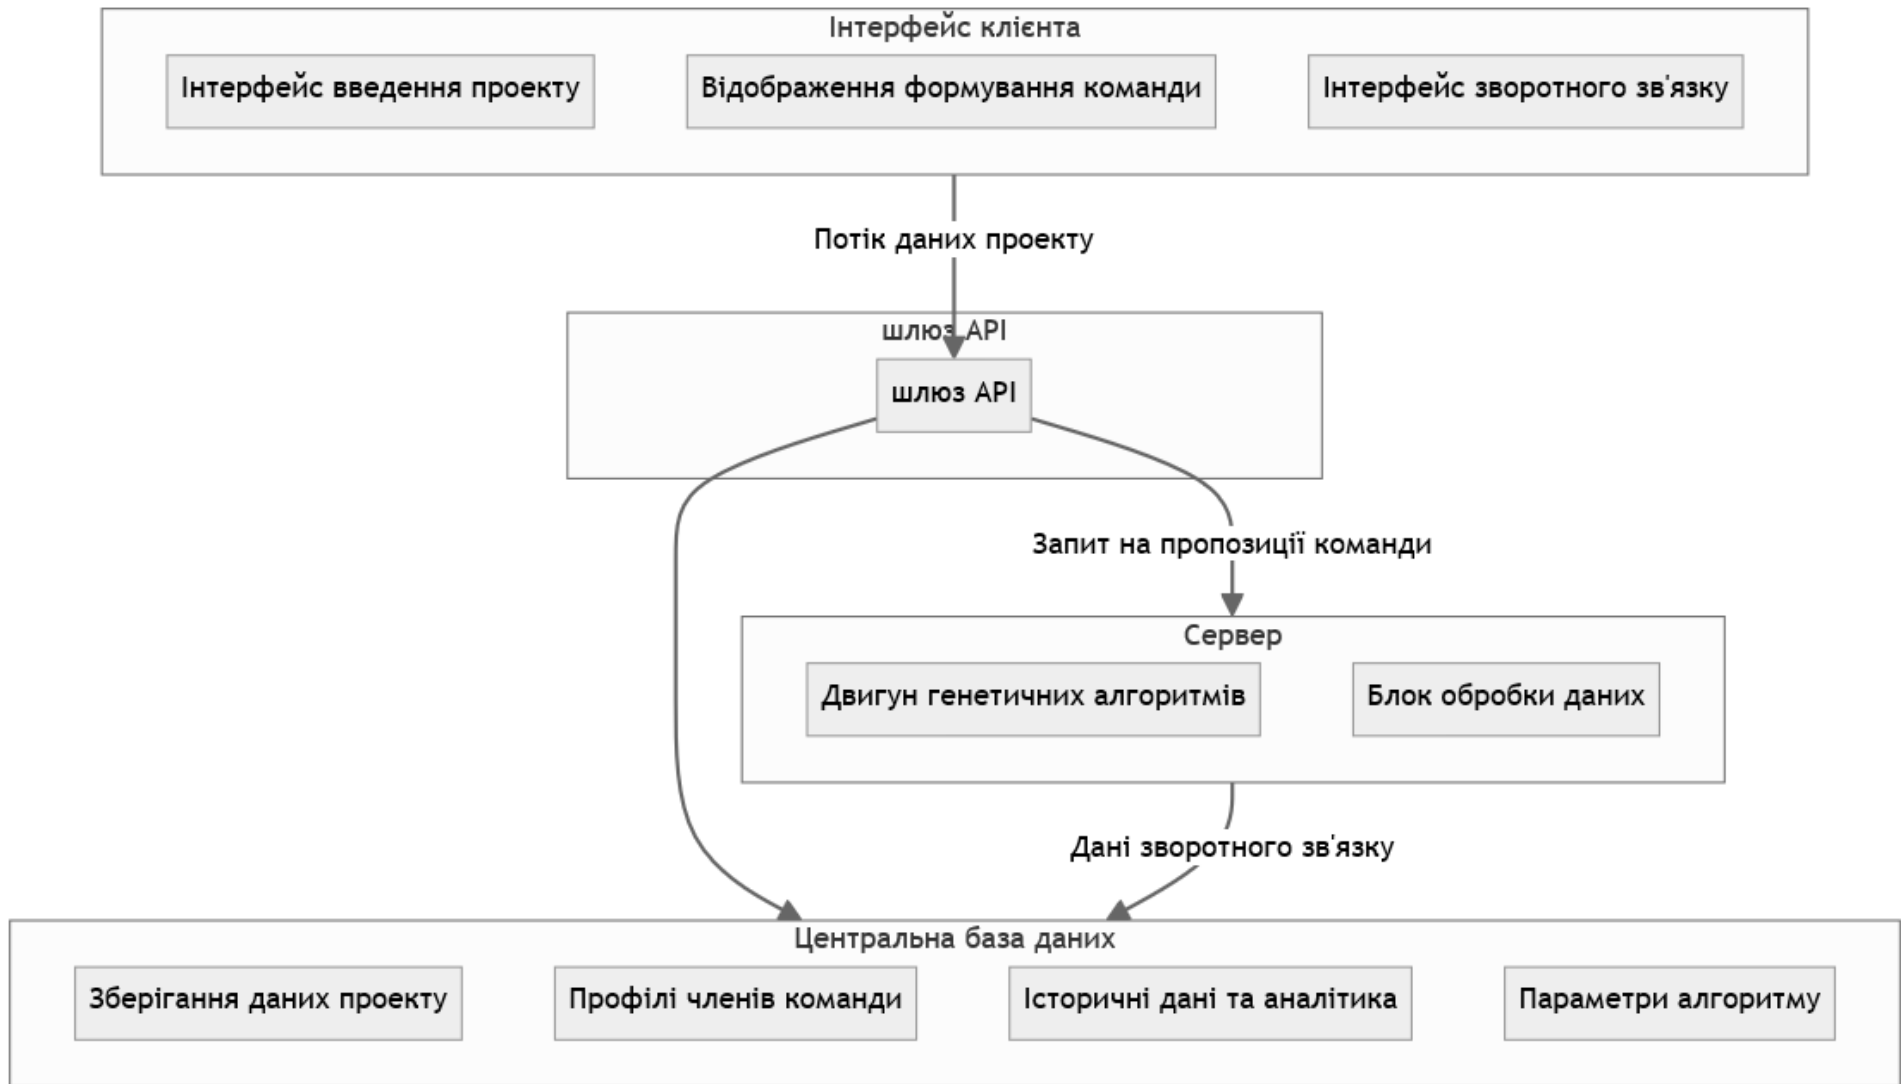 Інтерфейс клієнта
Інтерфейс введення проекту
Відображення формування команди
Інтерфейс зворотного зв'язку
Потік даних проекту
шлюз API
шлюз API
Запит на пропозиції команди
Сервер
Двигун генетичних алгоритмів
Блок обробки даних
Дані зворотного зв'язку
Центральна база даних
Зберігання даних проекту
Профілі членів команди
Історичні дані та аналітика
Параметри алгоритму